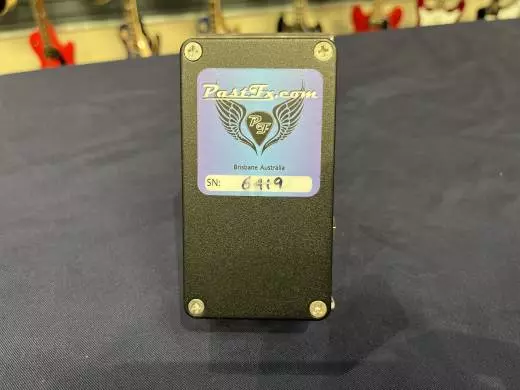 PastFx.com
PF
Brisbane Australia
SN: 6419